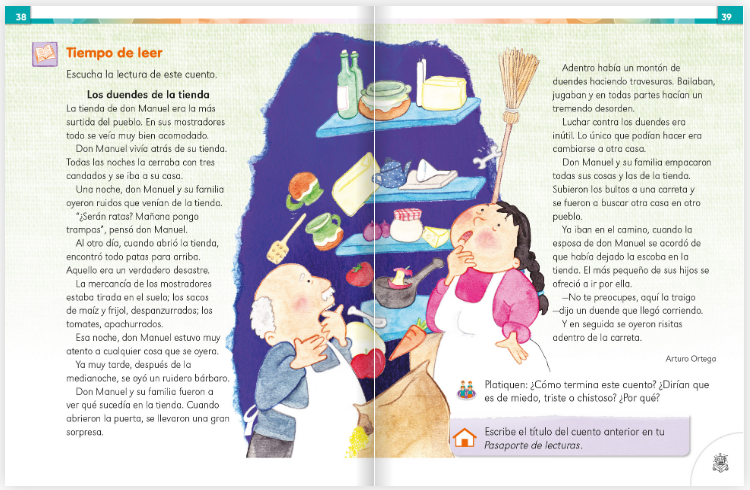 38
Tiempo de leer
Escucha la lectura de este cuento.
Los duendes de la tienda
La tienda de don Manuel era la más
surtida del pueblo. En sus mostradores
todo se veía muy bien acomodado.
Don Manuel vivía atrás de su tienda.
Todas las noches la cerraba con tres
candados y se iba a su casa.
Una noche, don Manuel y su familia
oyeron ruidos que venían de la tienda.
"¿Serán ratas? Mañana pongo
trampas", pensó don Manuel.
Al otro día, cuando abrió la tienda,
encontró todo patas para arriba.
Aquello era un verdadero desastre.
La mercancía de los mostradores
estaba tirada en el suelo; los sacos
de maíz y frijol, despanzurrados; los
tomates, apachurrados.
Esa noche, don Manuel estuvo muy
atento a cualquier cosa que se oyera.
Ya muy tarde, después de la
medianoche, se oyó un ruidero bárbaro.
Don Manuel y su familia fueron a
ver qué sucedía en la tienda. Cuando
abrieron la puerta, se llevaron una gran
sorpresa.
39
Adentro había un montón de
duendes haciendo travesuras. Bailaban,
jugaban y en todas partes hacían un
tremendo desorden.
Luchar contra los duendes era
inútil. Lo único que podían hacer era
cambiarse a otra casa.
Don Manuel y su familia empacaron
todas sus cosas y las de la tienda.
Subieron los bultos a una carreta y
se fueron a buscar otra casa en otro
pueblo.
Ya iban en el camino, cuando la
esposa de don Manuel se acordó de
que había dejado la escoba en la
tienda. El más pequeño de sus hijos se
ofreció a ir por ella.
—No te preocupes, aquí la traigo
—dijo un duende que llegó corriendo.
Y en seguida se oyeron risitas
adentro de la carreta.
Arturo Ortega
Platiquen: ¿Cómo termina este cuento? ¿Dirían que
es de miedo, triste o chistoso? ¿Por qué?
Escribe el título del cuento anterior en tu
Pasaporte de lecturas.